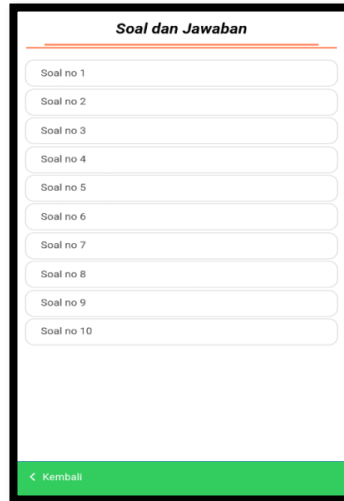 Soal dan Jawaban
Soal no 1
Soal no 2
Soal no 3
Soal no 4
Soal no 5
Soal no 6
Soal no 7
Soal no 8
Soal no 9
Soal no 10
Kembali